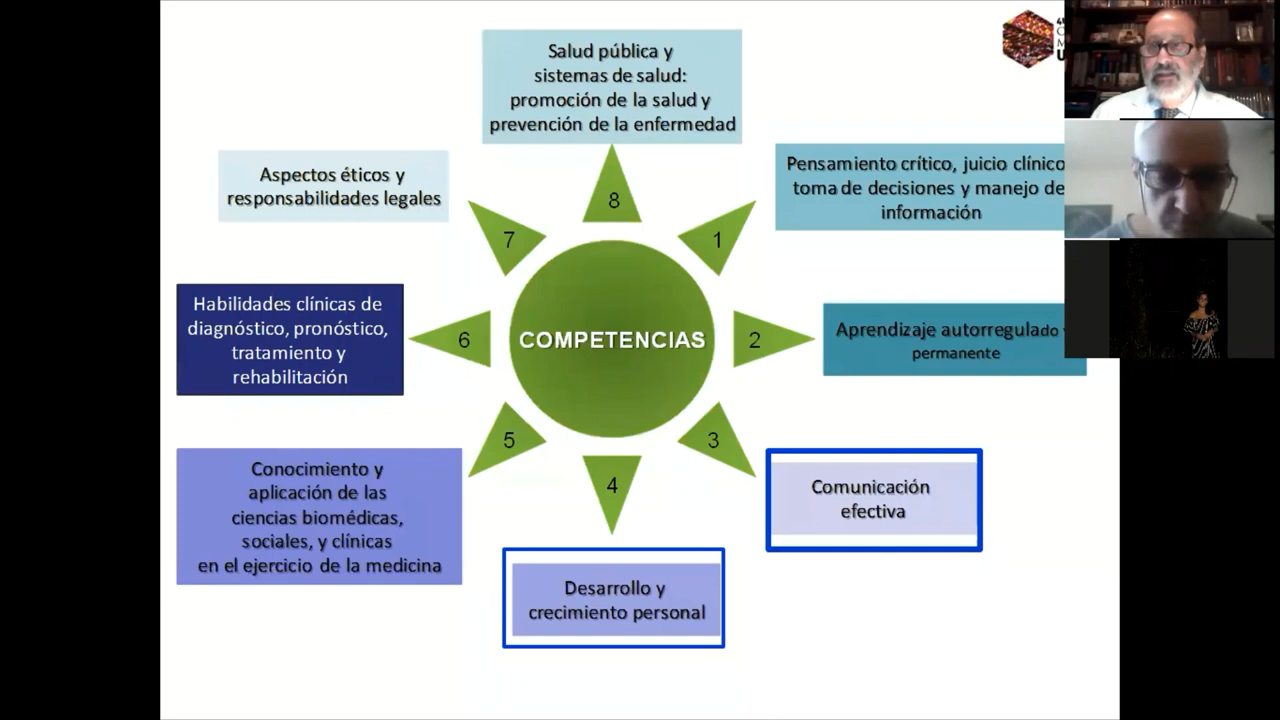 Salud pública y
sistemas de salud:
promoción de la salud y
prevención de la enfermedad
Pensamiento crítico, juicio clínico
toma de decisiones y manejo de
información
Aspectos éticos y
responsabilidades legales
8
7
1
Habilidades clínicas de
diagnóstico, pronóstico,
tratamiento y
rehabilitación
6
COMPETENCIAS
2
Aprendizaje autorregulado
permanente
5
4
3
Conocimiento y
aplicación de las
ciencias biomédicas,
sociales, y clínicas
en el ejercicio de la medicina
Comunicación
efectiva
Desarrollo y
crecimiento personal